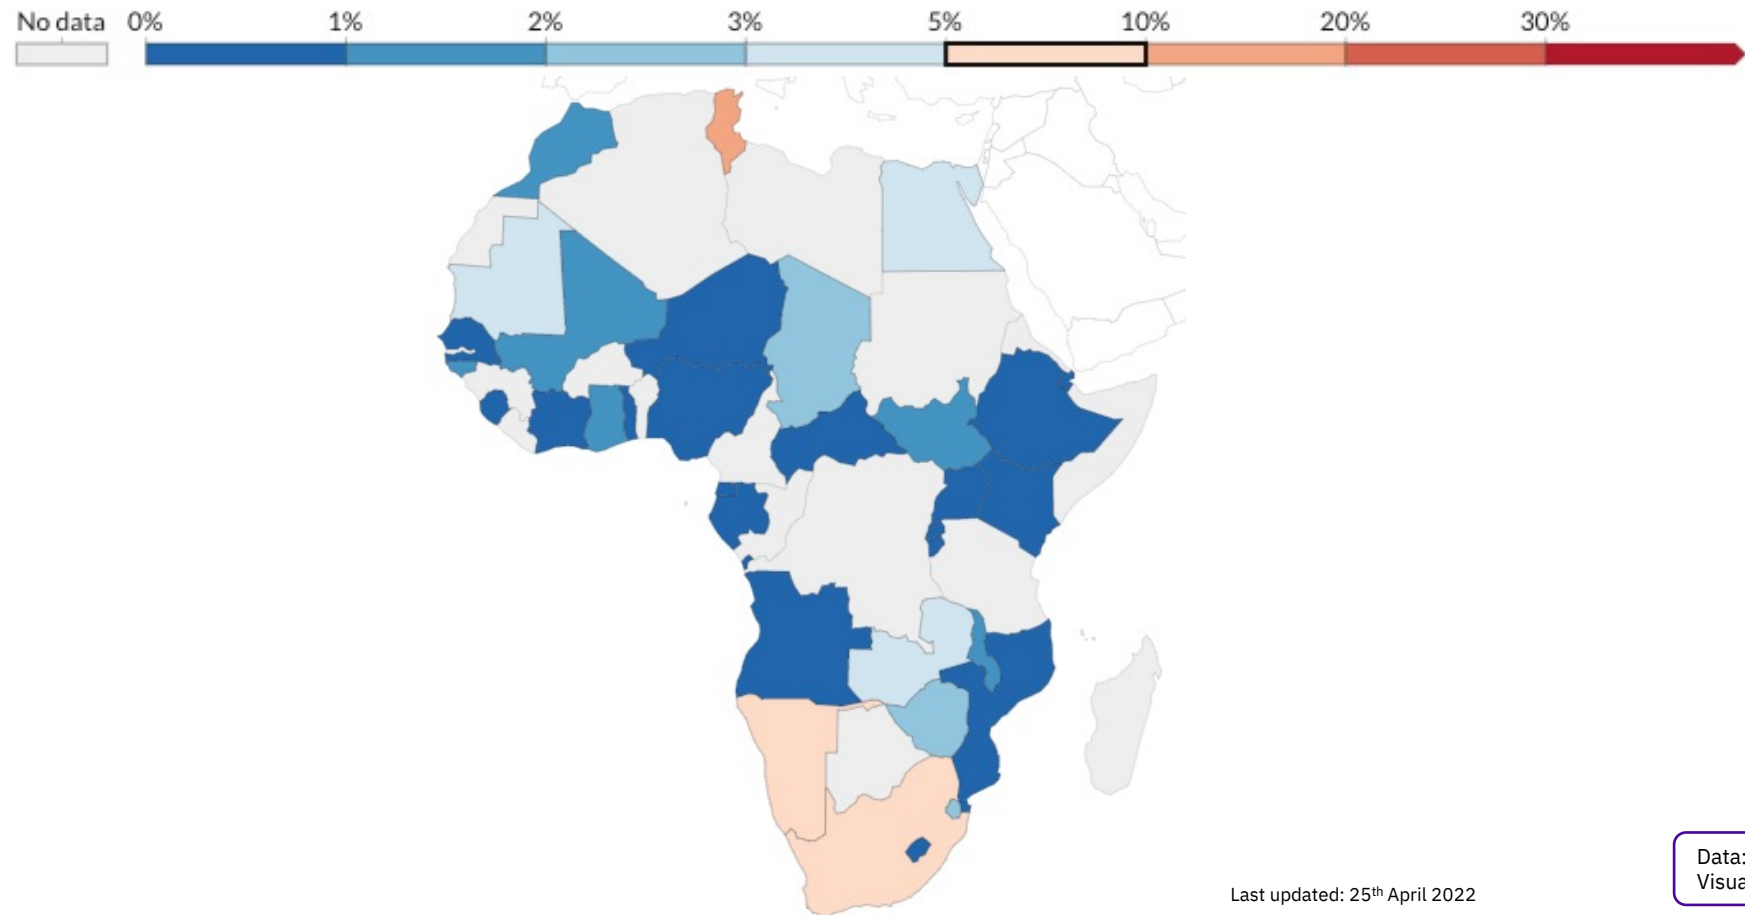 No data 0% 1% 2% 3% 5% 10% 20% 30%
Last updated: 25th April 2022
Data:
Visua